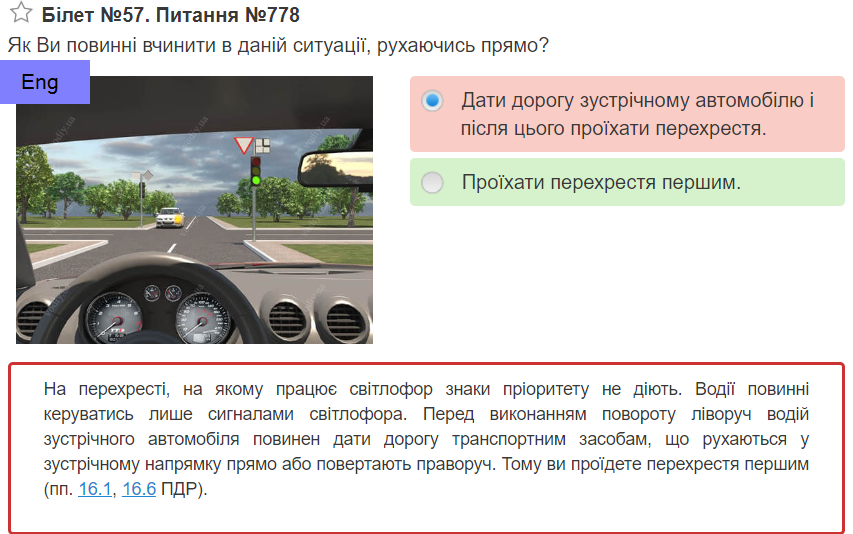 Білет №57. Питання №778
Як Ви повинні вчинити в даній ситуації, рухаючись прямо?
Eng
Дати дорогу зустрічному автомобілю і
після цього проїхати перехрестя.
Проїхати перехрестя першим.
На перехресті, на якому працює світлофор знаки пріоритету не діють. Водії повинні
керуватись лише сигналами світлофора. Перед виконанням повороту ліворуч водій
зустрічного автомобіля повинен дати дорогу транспортним засобам, що рухаються у
зустрічному напрямку прямо або повертають праворуч. Тому ви проїдете перехрестя першим
(пп. 16.1, 16.6 ПДР).